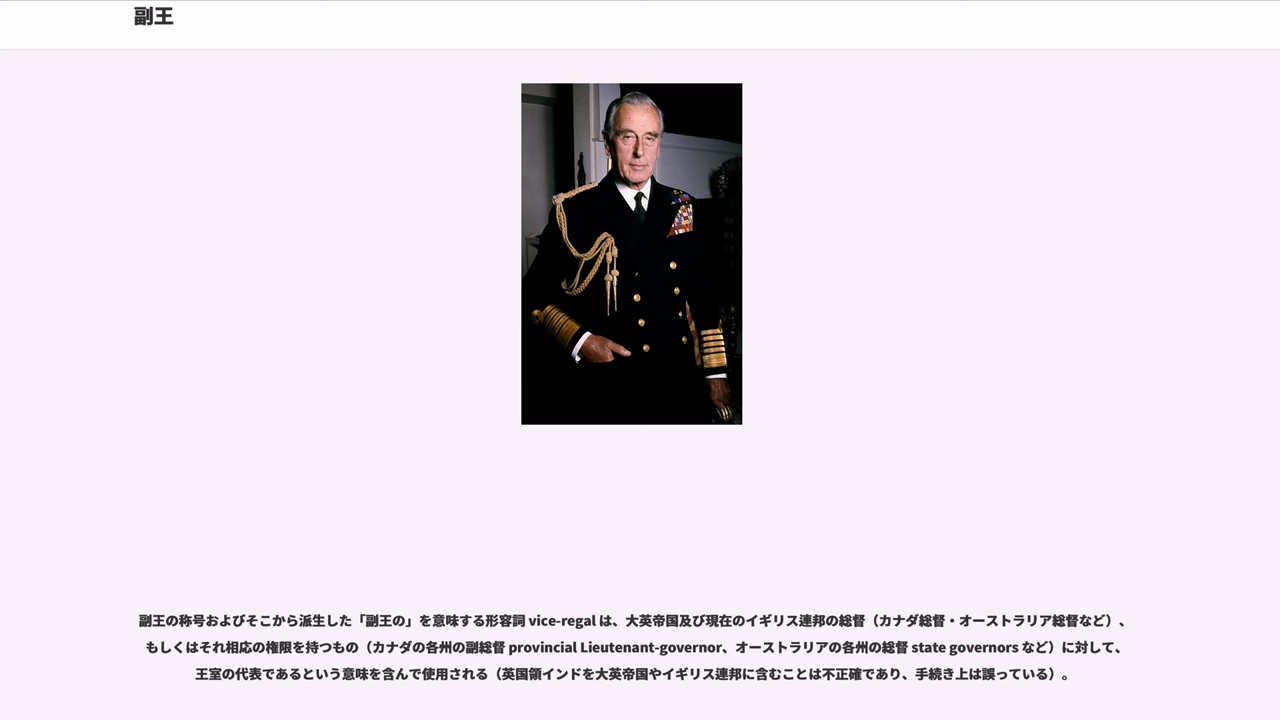 副王
副王の称号およびそこから派生した「副王の」を意味する形容詞 vice-regal は、大英帝国及び現在のイギリス連邦の総督（カナダ総督・オーストラリア総督など）、
もしくはそれ相応の権限を持つもの（カナダの各州の副総督 provincial Lieutenant-governor、オーストラリアの各州の総督 state governors など）に対して、
王室の代表であるという意味を含んで使用される（英国領インドを大英帝国やイギリス連邦に含むことは不正確であり、手続き上は誤っている）。